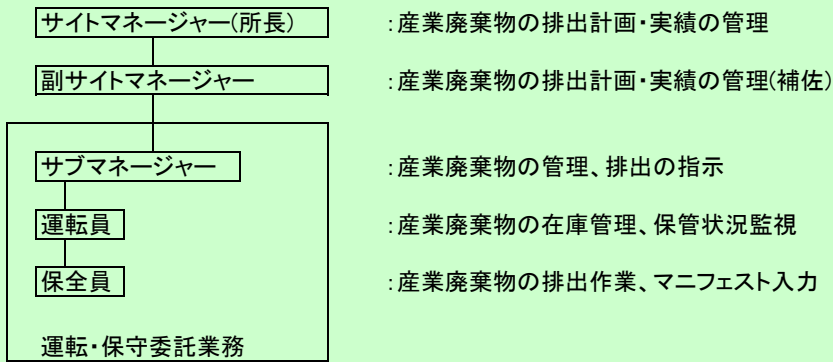 サイトマネージャー(所長) :産業廃棄物の排出計画・実績の管理
副サイトマネージャー :産業廃棄物の排出計画・実績の管理(補佐)
サブマネージャー :産業廃棄物の管理、排出の指示
運転員 :産業廃棄物の在庫管理、保管状況監視
保全員 :産業廃棄物の排出作業、マニフェスト入力
運転・保守委託業務